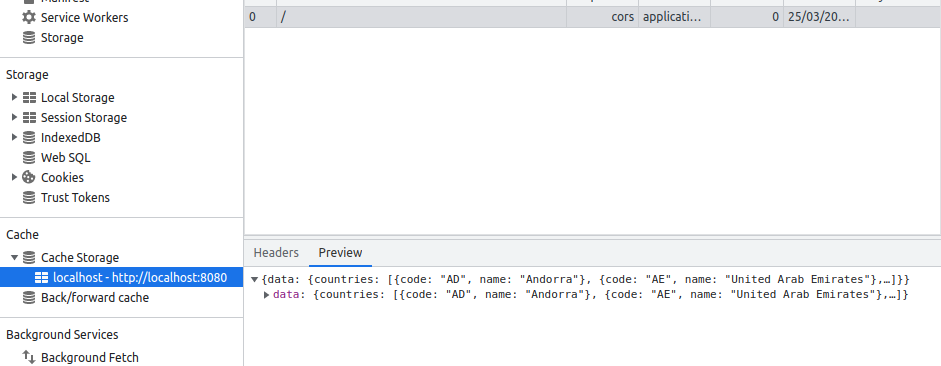 Service Workers
Storage
Storage
Local Storage
Session Storage
IndexedDB
Web SQL
Cookies
Trust Tokens
Cache
Cache Storage
localhost - http://localhost:8080
Back/forward cache
Background Services
Background Fetch
0 / cors applicati... 0 25/03/20...
Headers Preview
{data: {countries: [{code: "AD", name: "Andorra"}, {code: "AE", name: "United Arab Emirates"},…]}}
data: {countries: [{code: "AD", name: "Andorra"}, {code: "AE", name: "United Arab Emirates"},…]}